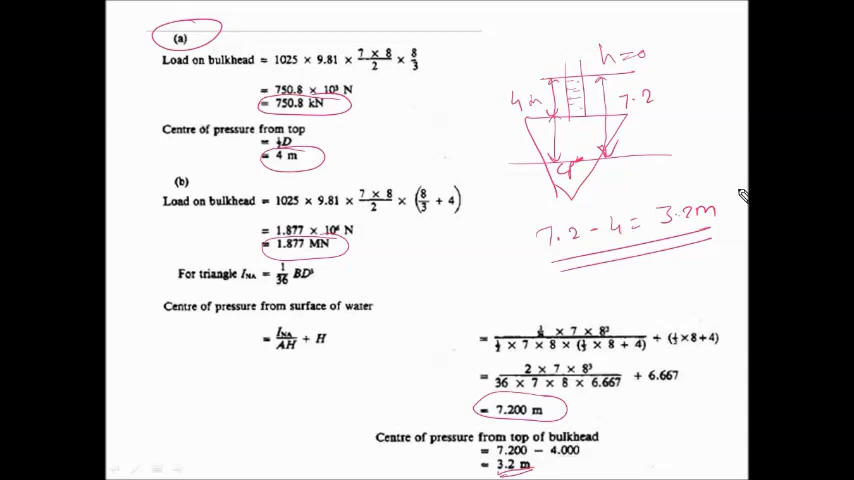 (a)
Load on bulkhead = 1025 × 9.81 × 7 × 8/2 × 8/3
= 750.8 × 10³ N
= 750.8 kN
Centre of pressure from top
= ½D
= 4 m
(b)
Load on bulkhead = 1025 × 9.81 × 7 × 8/2 × (8/3 + 4)
= 1.877 × 10⁶ N
= 1.877 MN
For triangle I_NA = 1/36 BD³
Centre of pressure from surface of water
= I_NA/AH + H
= 1/36 × 7 × 8³ / ½ × 7 × 8 × (⅓ × 8 + 4) + (⅓ × 8 + 4)
= 2 × 7 × 8³ / 36 × 7 × 8 × 6.667 + 6.667
= 7.200 m
Centre of pressure from top of bulkhead
= 7.200 − 4.000
= 3.2 m
h=0
4m
7.2
CP
7.2 - 4 = 3.2m